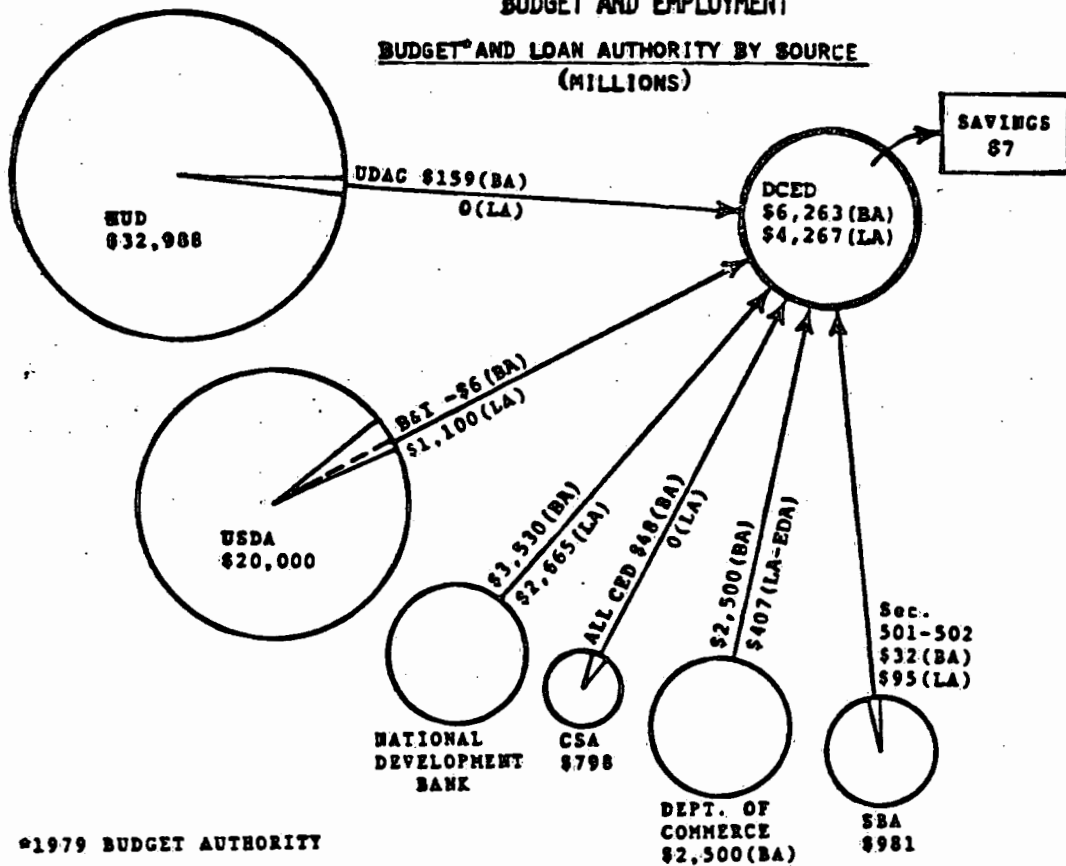 BUDGET AND EMPLOYMENT
BUDGET* AND LOAN AUTHORITY BY SOURCE
(MILLIONS)
SAVINGS
$7
DCED
$6,263(BA)
$4,267(LA)
UDAG $159(BA)
0(LA)
HUD
$32,988
B&I -$6(BA)
$1,100(LA)
USDA
$20,000
$3,530(BA)
$2,665(LA)
ALL CED $48(BA)
0(LA)
$2,500(BA)
$407(LA-EDA)
Sec.
501-502
$32(BA)
$95(LA)
NATIONAL
DEVELOPMENT
BANK
CSA
$798
DEPT. OF
COMMERCE
$2,500(BA)
SBA
$981
*1979 BUDGET AUTHORITY